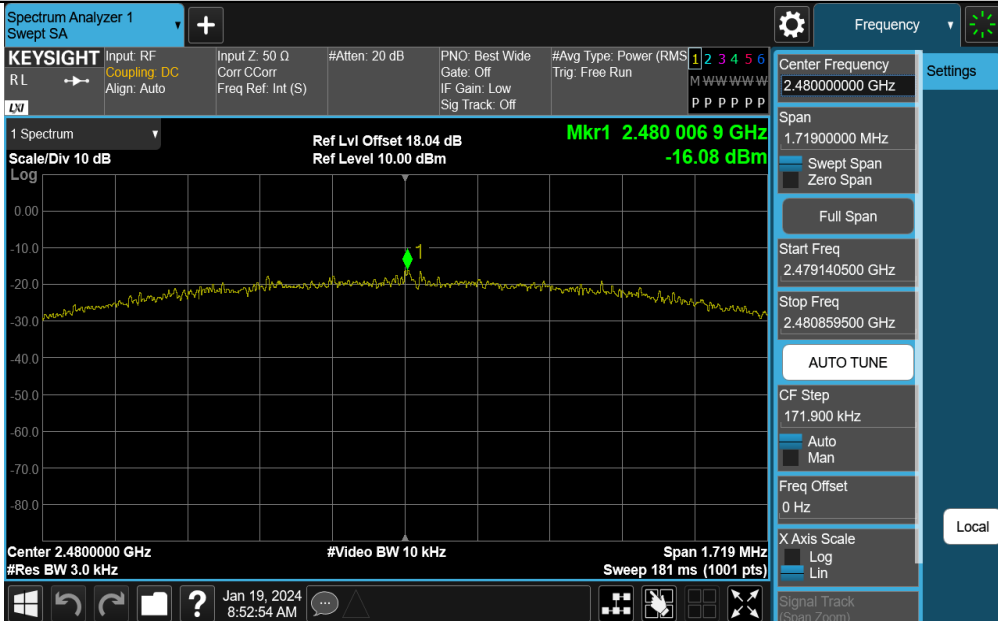 Spectrum Analyzer 1
Swept SA
+
Frequency
KEYSIGHT
RL
LXI
Input: RF
Coupling: DC
Align: Auto
Input Z: 50 Ω
Corr CCorr
Freq Ref: Int (S)
#Atten: 20 dB
PNO: Best Wide
Gate: Off
IF Gain: Low
Sig Track: Off
#Avg Type: Power (RMS
Trig: Free Run
1 2 3 4 5 6
M W W W W W
P P P P P P
1 Spectrum
Scale/Div 10 dB
Log
Ref Lvl Offset 18.04 dB
Ref Level 10.00 dBm
Mkr1 2.480 006 9 GHz
-16.08 dBm
1
0.00
-10.0
-20.0
-30.0
-40.0
-50.0
-60.0
-70.0
-80.0
Center 2.4800000 GHz
#Res BW 3.0 kHz
#Video BW 10 kHz
Span 1.719 MHz
Sweep 181 ms (1001 pts)
Center Frequency
2.480000000 GHz
Span
1.71900000 MHz
Swept Span
Zero Span
Full Span
Start Freq
2.479140500 GHz
Stop Freq
2.480859500 GHz
AUTO TUNE
CF Step
171.900 kHz
Auto
Man
Freq Offset
0 Hz
X Axis Scale
Log
Lin
Signal Track
(Span Zoom)
Settings
Local
?
Jan 19, 2024
8:52:54 AM